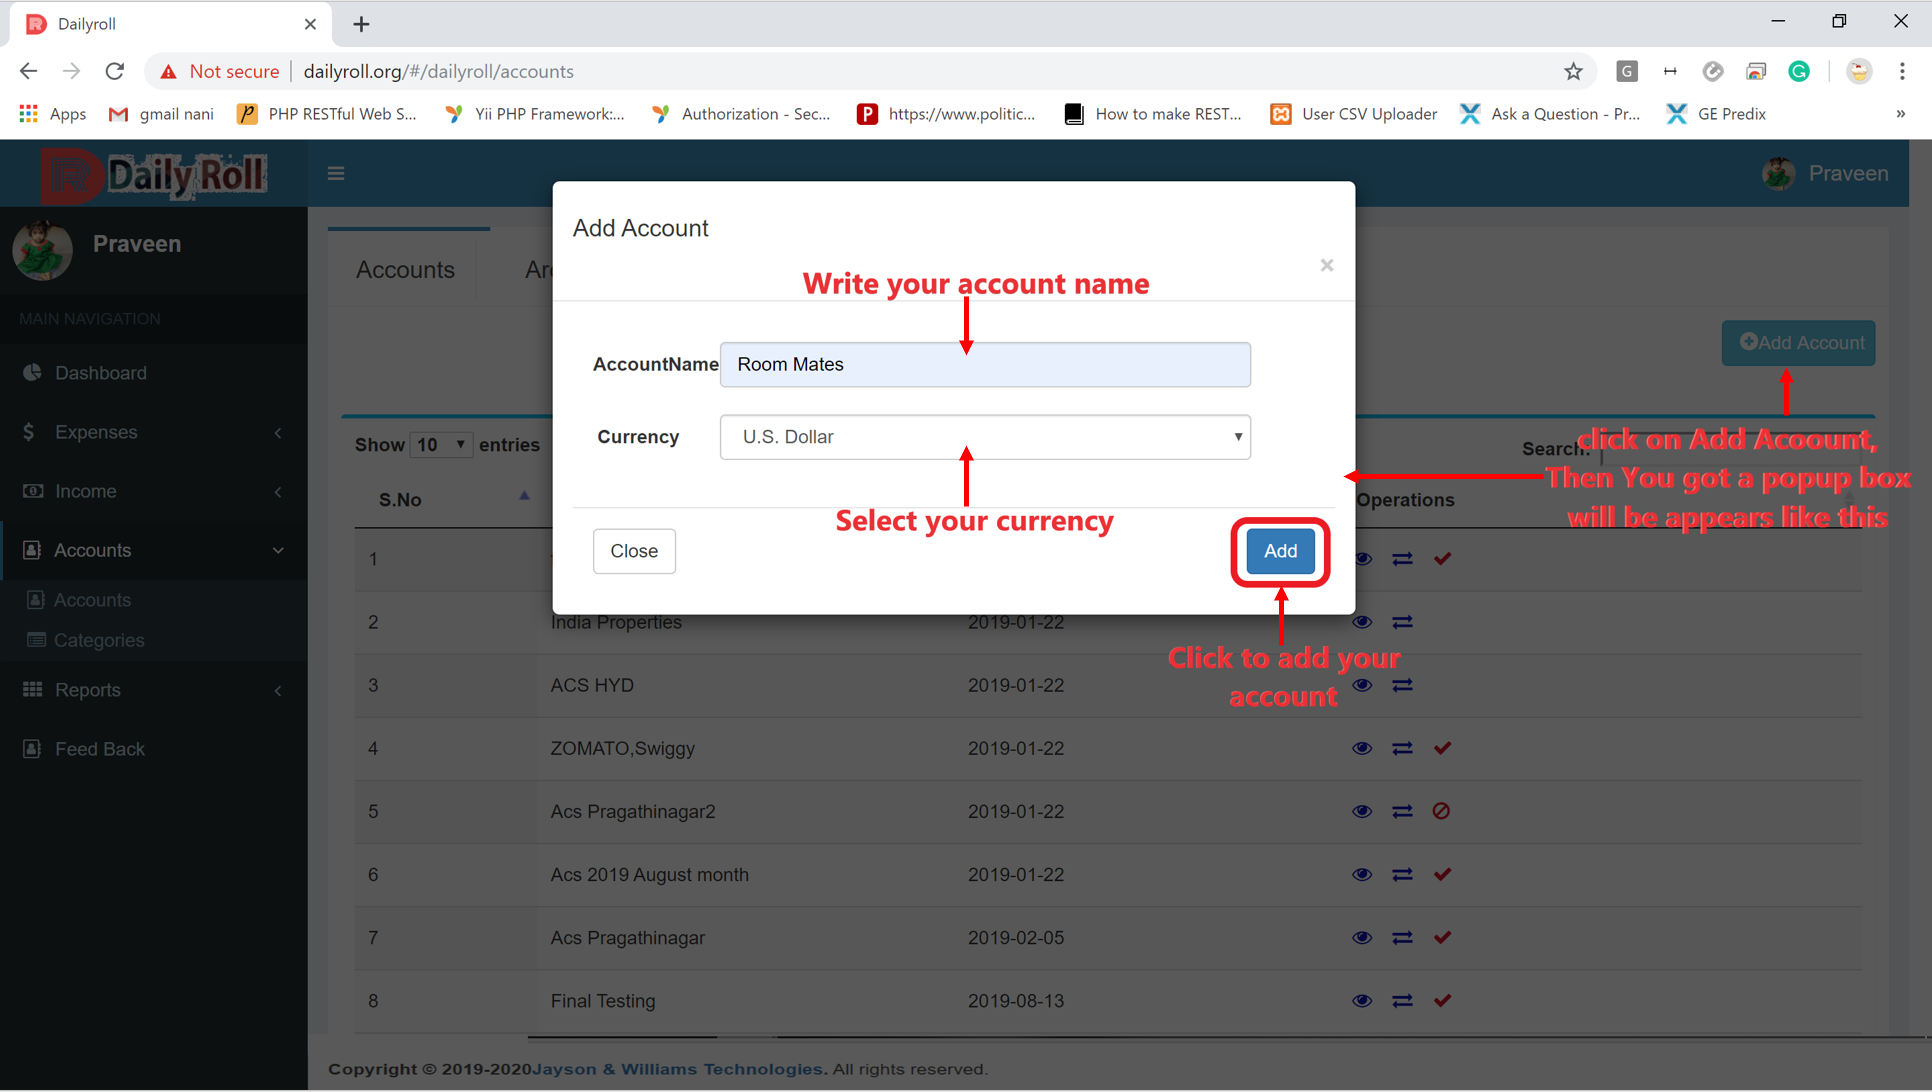 Dailyroll
Not secure dailyroll.org/#/dailyroll/accounts
Apps gmail nani PHP RESTful Web S... Yii PHP Framework:... Authorization - Sec... https://www.politic... How to make REST... User CSV Uploader Ask a Question - Pr... GE Predix »
Daily Roll
Praveen
Praveen
MAIN NAVIGATION
Dashboard
Expenses
Income
Accounts
Accounts
Categories
Reports
Feed Back
Accounts
Add Account
Add Account
×
Write your account name
AccountName Room Mates
Currency U.S. Dollar
Select your currency
Close Add
Click to add your
account
click on Add Acoount,
Then You got a popup box
will be appears like this
Show 10 entries
Search:
S.No Operations
1
2 India Properties 2019-01-22
3 ACS HYD 2019-01-22
4 ZOMATO,Swiggy 2019-01-22
5 Acs Pragathinagar2 2019-01-22
6 Acs 2019 August month 2019-01-22
7 Acs Pragathinagar 2019-02-05
8 Final Testing 2019-08-13
Copyright © 2019-2020Jayson & Williams Technologies. All rights reserved.